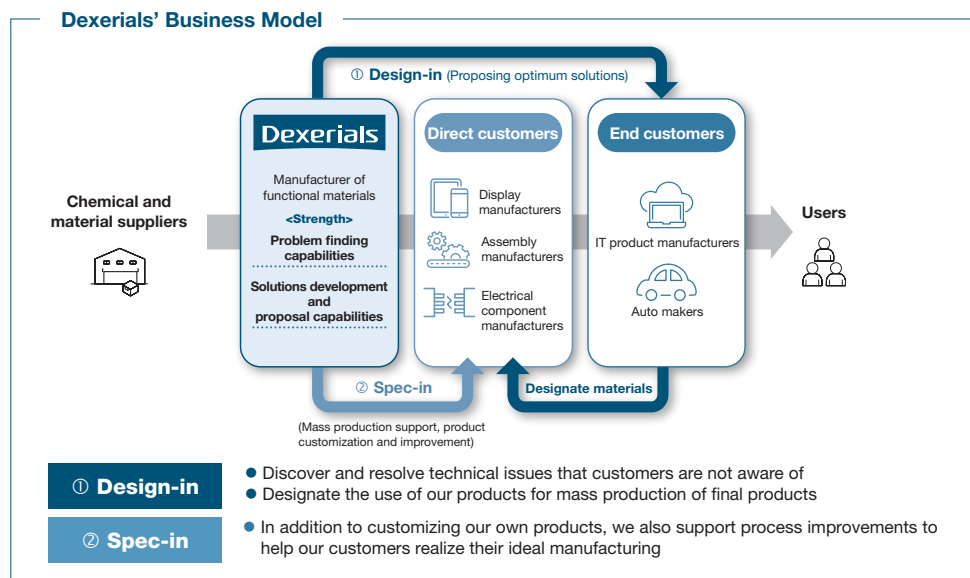 Dexerials' Business Model
① Design-in (Proposing optimum solutions)
Dexerials
Manufacturer of
functional materials
<Strength>
Problem finding
capabilities
Solutions development
and
proposal capabilities
Direct customers
Display
manufacturers
Assembly
manufacturers
Electrical
component
manufacturers
End customers
IT product manufacturers
Auto makers
Chemical and
material suppliers
Users
② Spec-in
(Mass production support, product
customization and improvement)
Designate materials
① Design-in
● Discover and resolve technical issues that customers are not aware of
● Designate the use of our products for mass production of final products
② Spec-in
● In addition to customizing our own products, we also support process improvements to
help our customers realize their ideal manufacturing